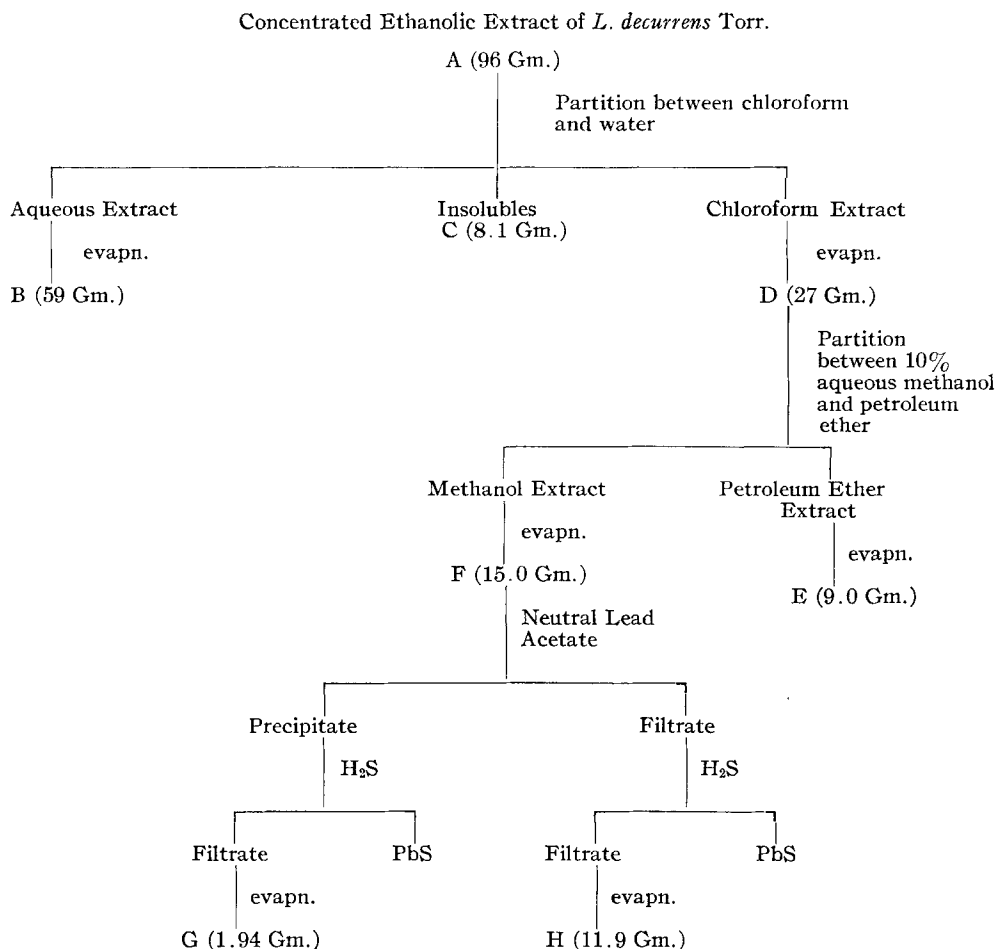 Concentrated Ethanolic Extract of L. decurrens Torr.
A (96 Gm.)
Partition between chloroform
and water
Aqueous Extract
evapn.
B (59 Gm.)
Insolubles
C (8.1 Gm.)
Chloroform Extract
evapn.
D (27 Gm.)
Partition
between 10%
aqueous methanol
and petroleum
ether
Methanol Extract
evapn.
F (15.0 Gm.)
Petroleum Ether
Extract
evapn.
E (9.0 Gm.)
Neutral Lead
Acetate
Precipitate
H₂S
Filtrate
H₂S
Filtrate
evapn.
G (1.94 Gm.)
PbS
Filtrate
evapn.
H (11.9 Gm.)
PbS